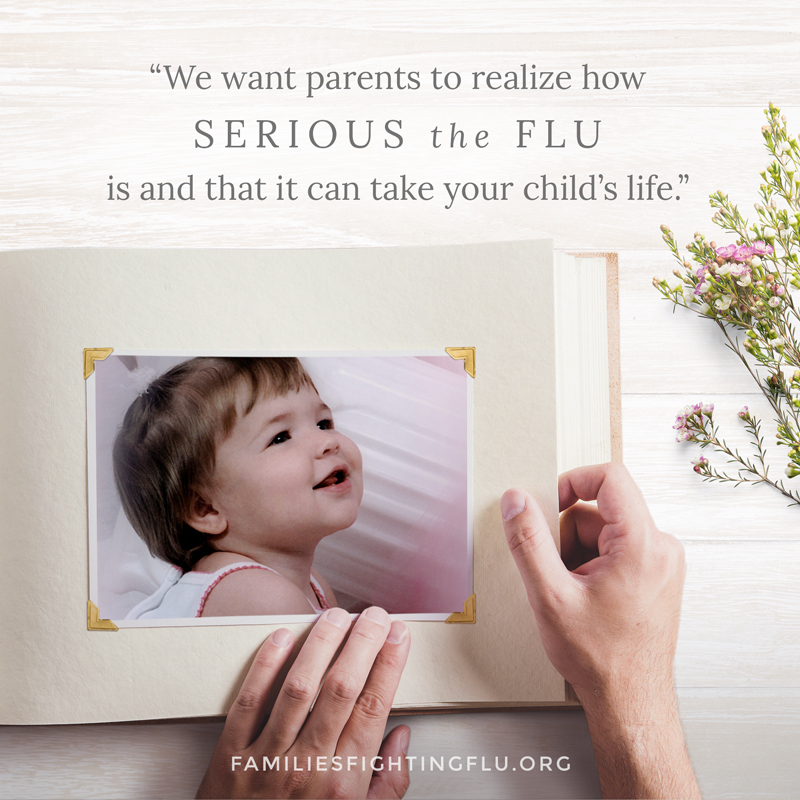 “We want parents to realize how
SERIOUS the FLU
is and that it can take your child’s life.”
FAMILIESFIGHTINGFLU.ORG